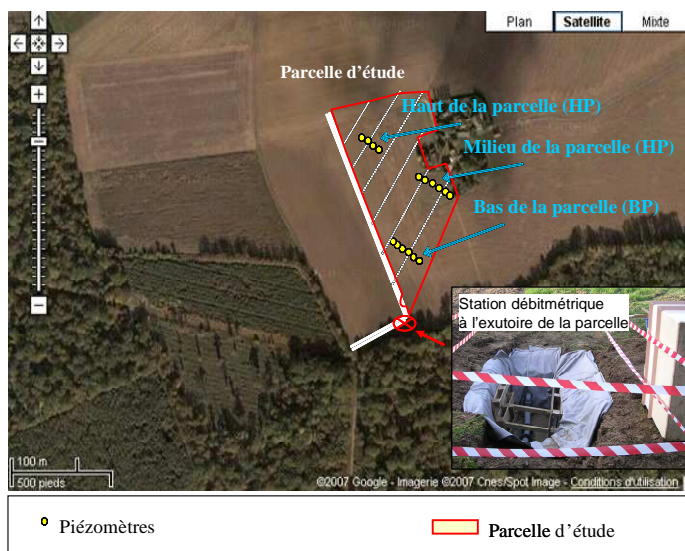 Plan Satellite Mixte
Parcelle d'étude
Haut de la parcelle (HP)
Milieu de la parcelle (HP)
Bas de la parcelle (BP)
Station débitmétrique
à l'exutoire de la parcelle
100 m
500 pieds
©2007 Google - Imagerie ©2007 Cnes/Spot Image - Conditions d'utilisation
Piézomètres
Parcelle d'étude